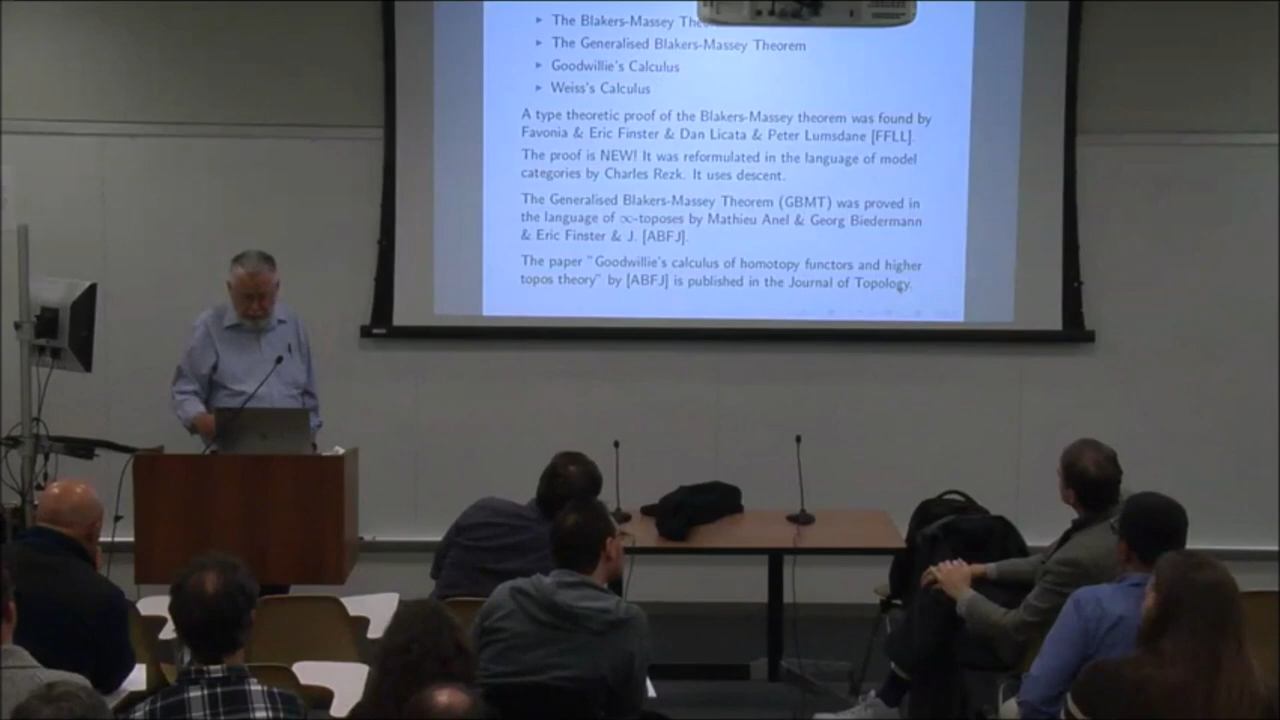 ▸ The Blakers-Massey The
▸ The Generalised Blakers-Massey Theorem
▸ Goodwillie's Calculus
▸ Weiss's Calculus
A type theoretic proof of the Blakers-Massey theorem was found by
Favonia & Eric Finster & Dan Licata & Peter Lumsdane [FFLL].
The proof is NEW! It was reformulated in the language of model
categories by Charles Rezk. It uses descent.
The Generalised Blakers-Massey Theorem (GBMT) was proved in
the language of ∞-toposes by Mathieu Anel & Georg Biedermann
& Eric Finster & J. [ABFJ].
The paper "Goodwillie's calculus of homotopy functors and higher
topos theory" by [ABFJ] is published in the Journal of Topology.